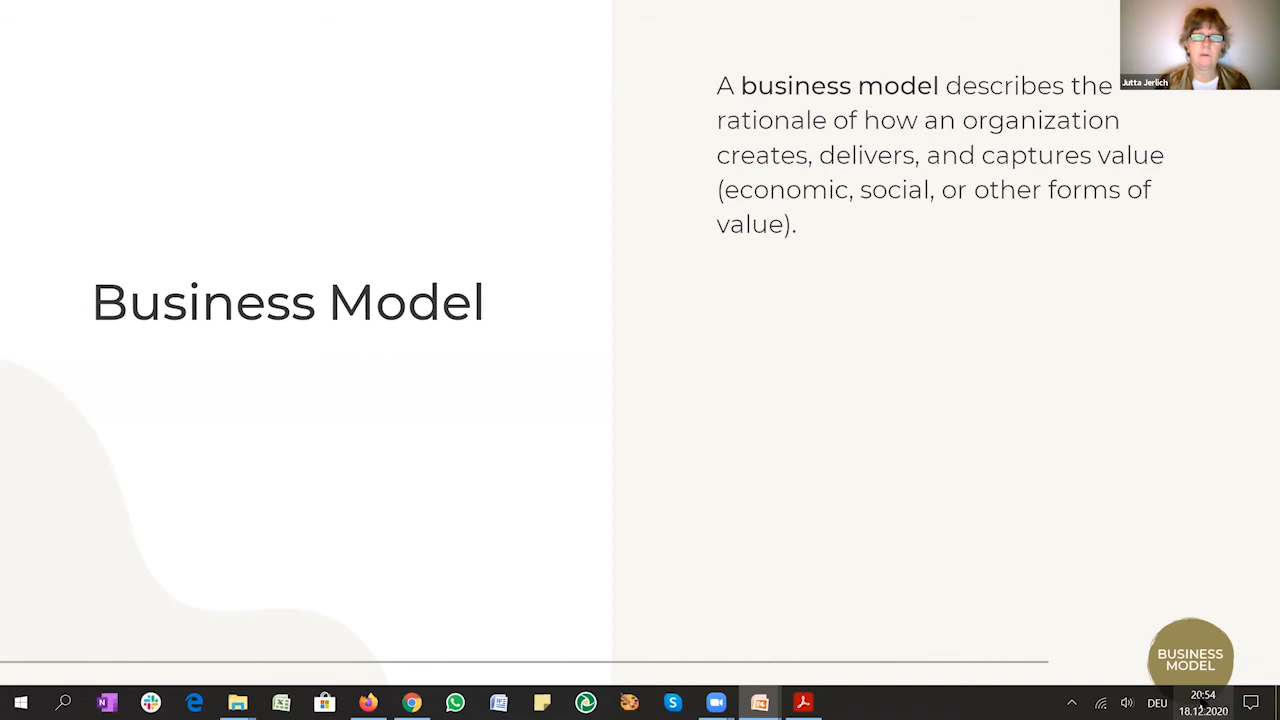 Jutta Jerlich
A business model describes the
rationale of how an organization
creates, delivers, and captures value
(economic, social, or other forms of
value).
Business Model
BUSINESS
MODEL
20:54
DEU
18.12.2020